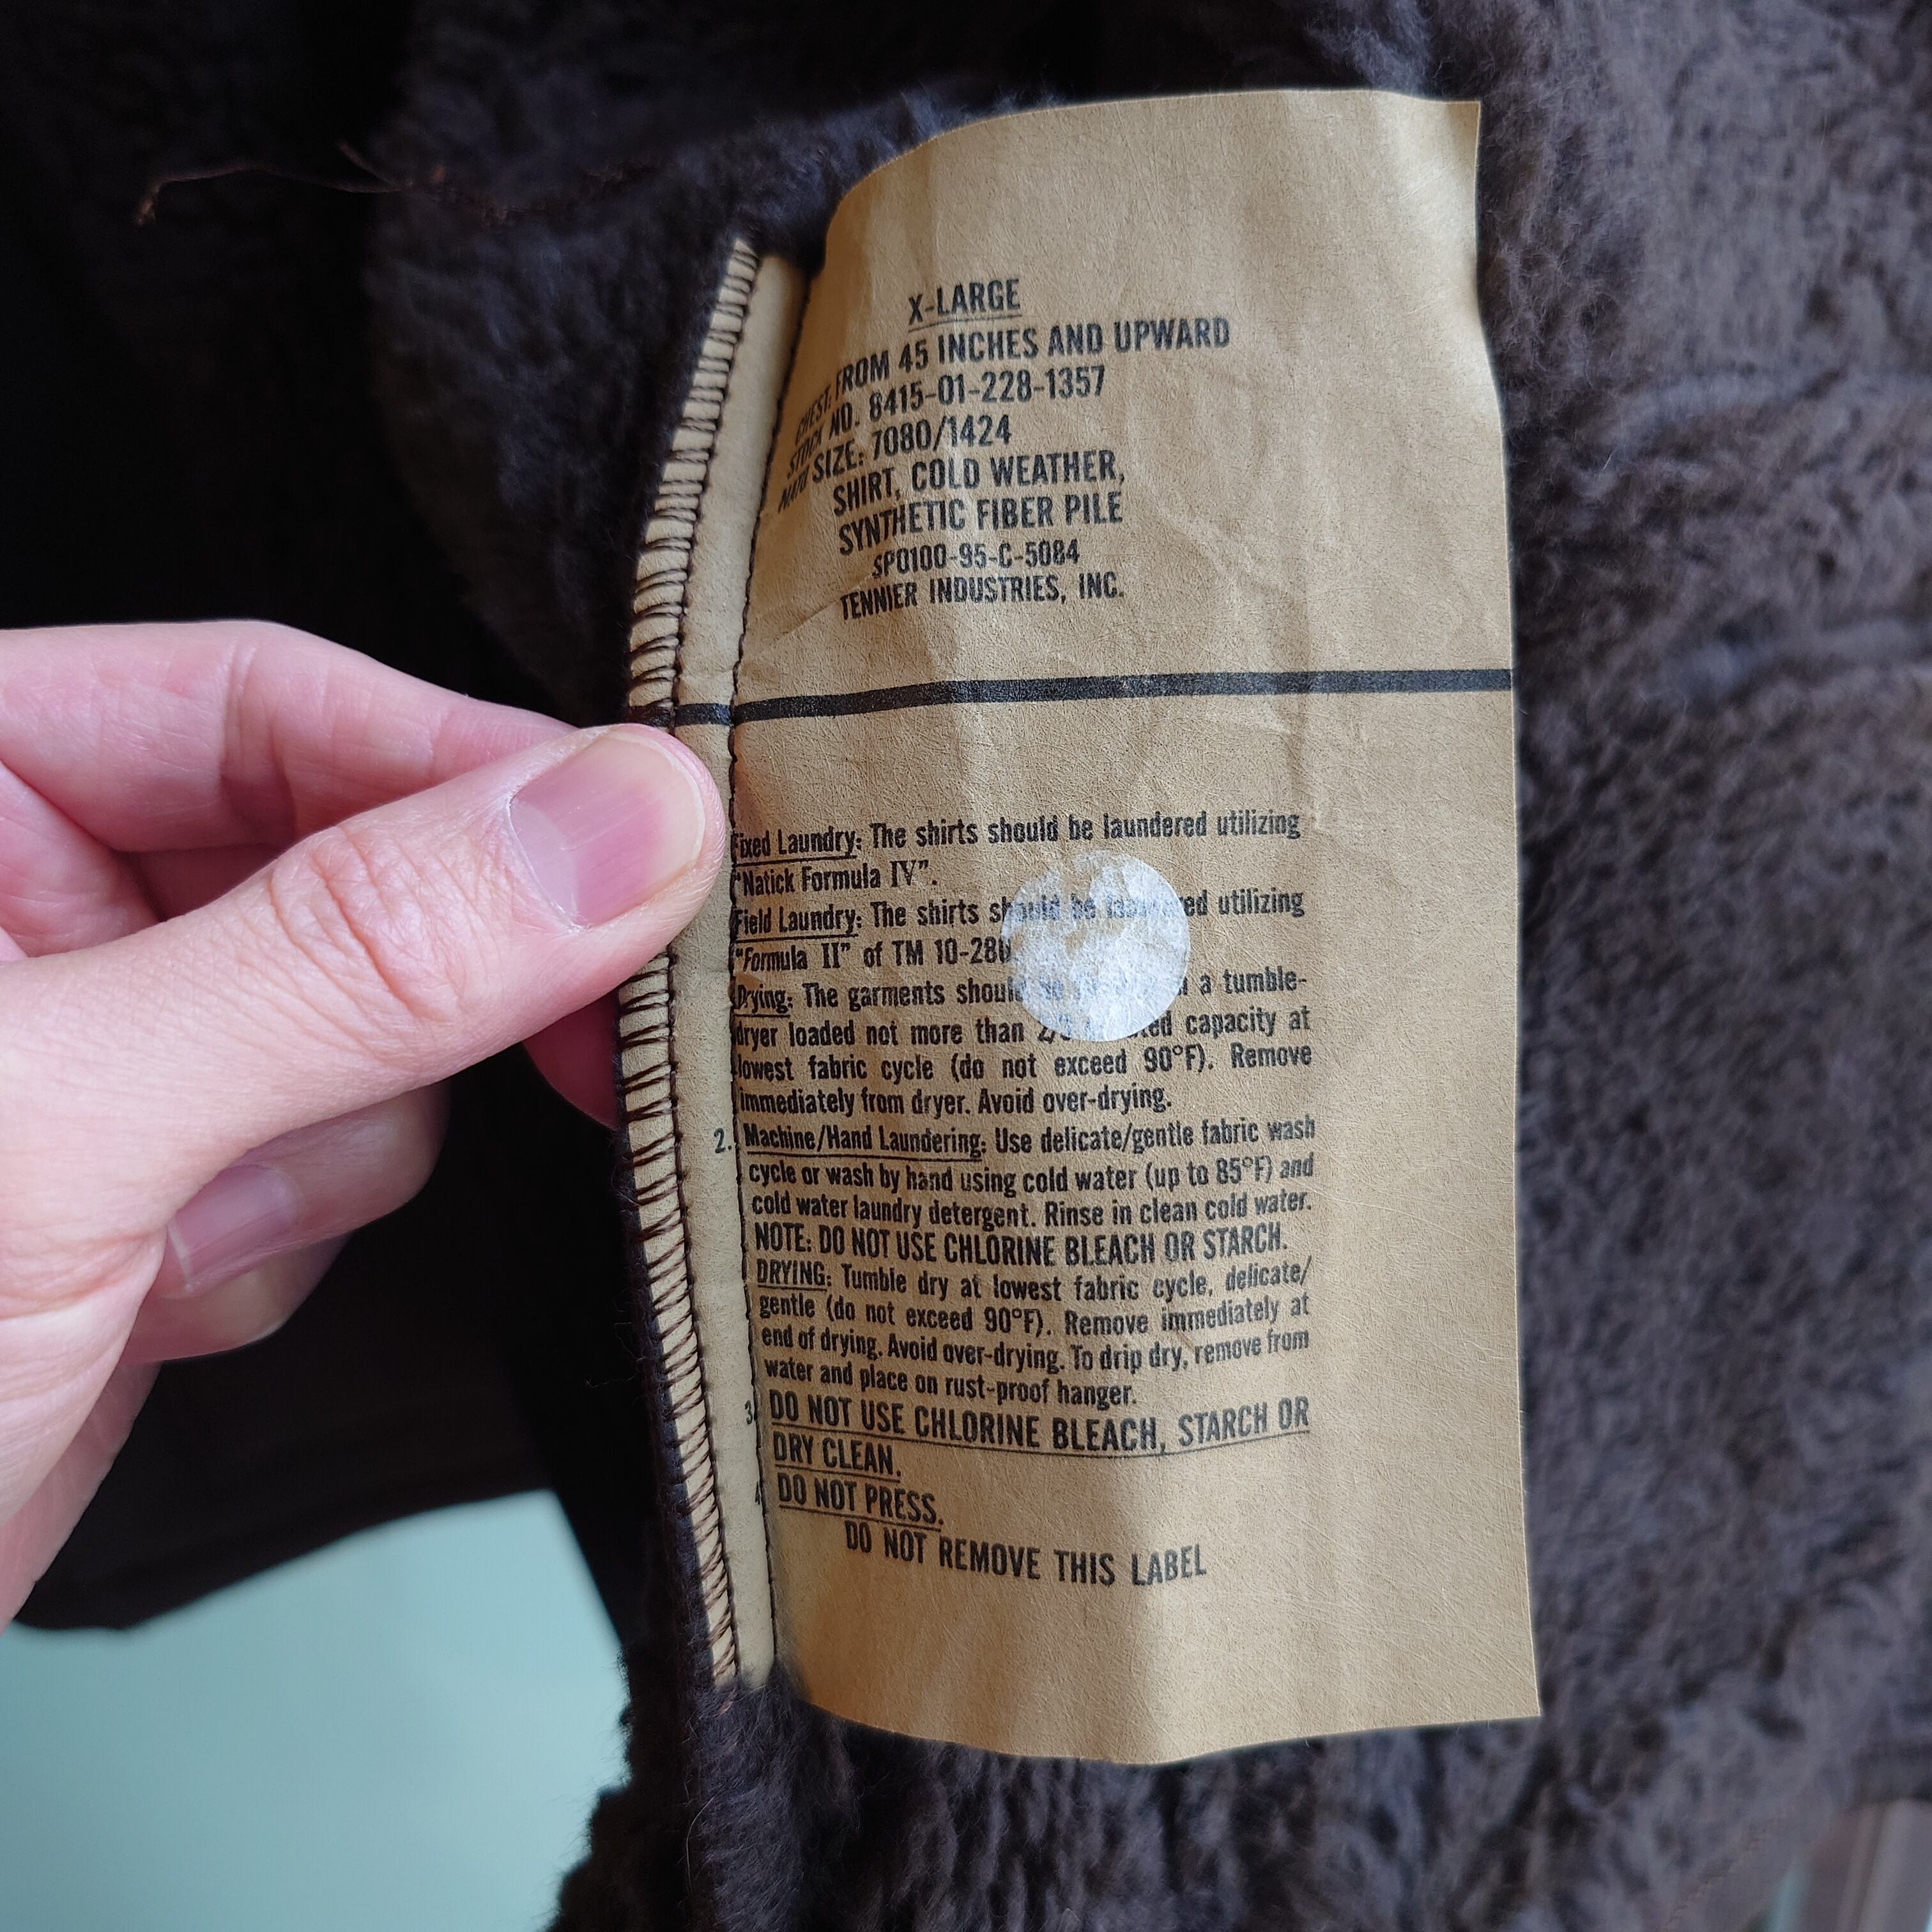 X-LARGE
CHEST: FROM 45 INCHES AND UPWARD
STOCK NO. 8415-01-228-1357
NATO SIZE: 7080/1424
SHIRT, COLD WEATHER,
SYNTHETIC FIBER PILE
SP0100-95-C-5084
TENNIER INDUSTRIES, INC.
Fixed Laundry: The shirts should be laundered utilizing
"Natick Formula IV".
Field Laundry: The shirts should be laundered utilizing
"Formula II" of TM 10-280
Drying: The garments should be in a tumble-
dryer loaded not more than 2/3 rated capacity at
lowest fabric cycle (do not exceed 90°F). Remove
immediately from dryer. Avoid over-drying.
2. Machine/Hand Laundering: Use delicate/gentle fabric wash
cycle or wash by hand using cold water (up to 85°F) and
cold water laundry detergent. Rinse in clean cold water.
NOTE: DO NOT USE CHLORINE BLEACH OR STARCH.
DRYING: Tumble dry at lowest fabric cycle, delicate/
gentle (do not exceed 90°F). Remove immediately at
end of drying. Avoid over-drying. To drip dry, remove from
water and place on rust-proof hanger.
3. DO NOT USE CHLORINE BLEACH, STARCH OR
DRY CLEAN.
4. DO NOT PRESS.
DO NOT REMOVE THIS LABEL